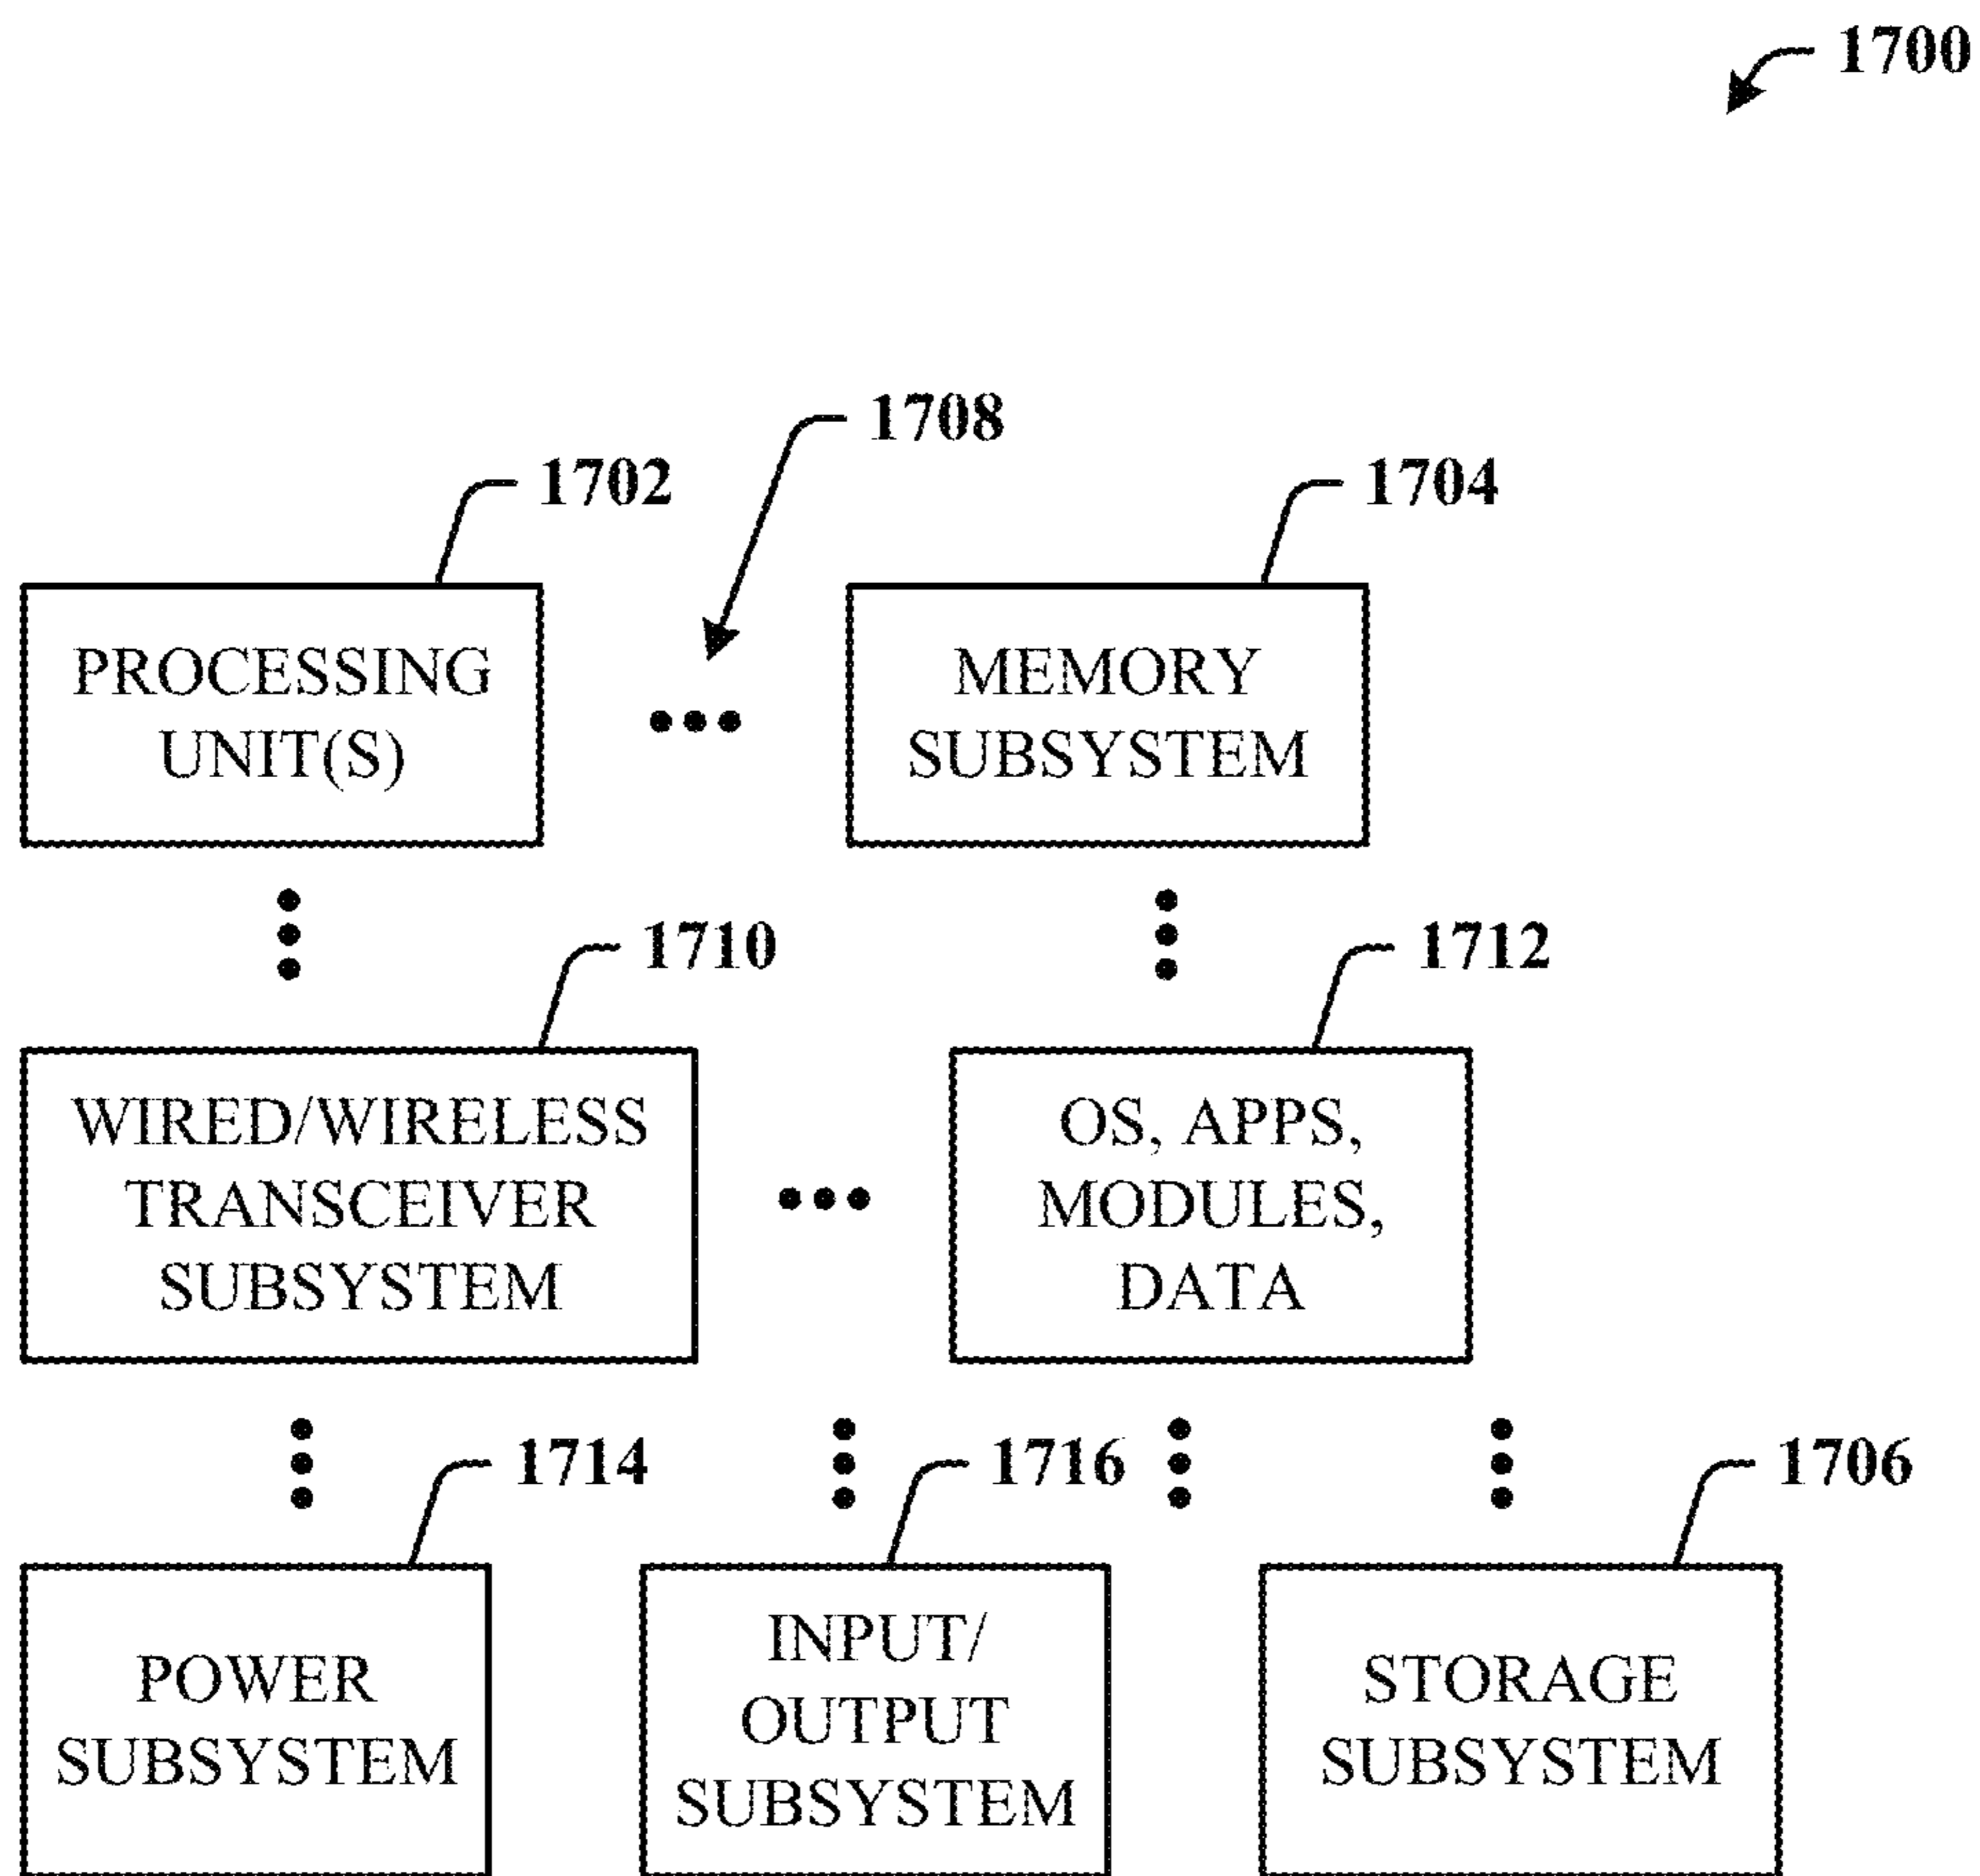 1700
1708
1702
1704
PROCESSING
UNIT(S)
MEMORY
SUBSYSTEM
1710
1712
WIRED/WIRELESS
TRANSCEIVER
SUBSYSTEM
OS, APPS,
MODULES,
DATA
1714
1716
1706
POWER
SUBSYSTEM
INPUT/
OUTPUT
SUBSYSTEM
STORAGE
SUBSYSTEM